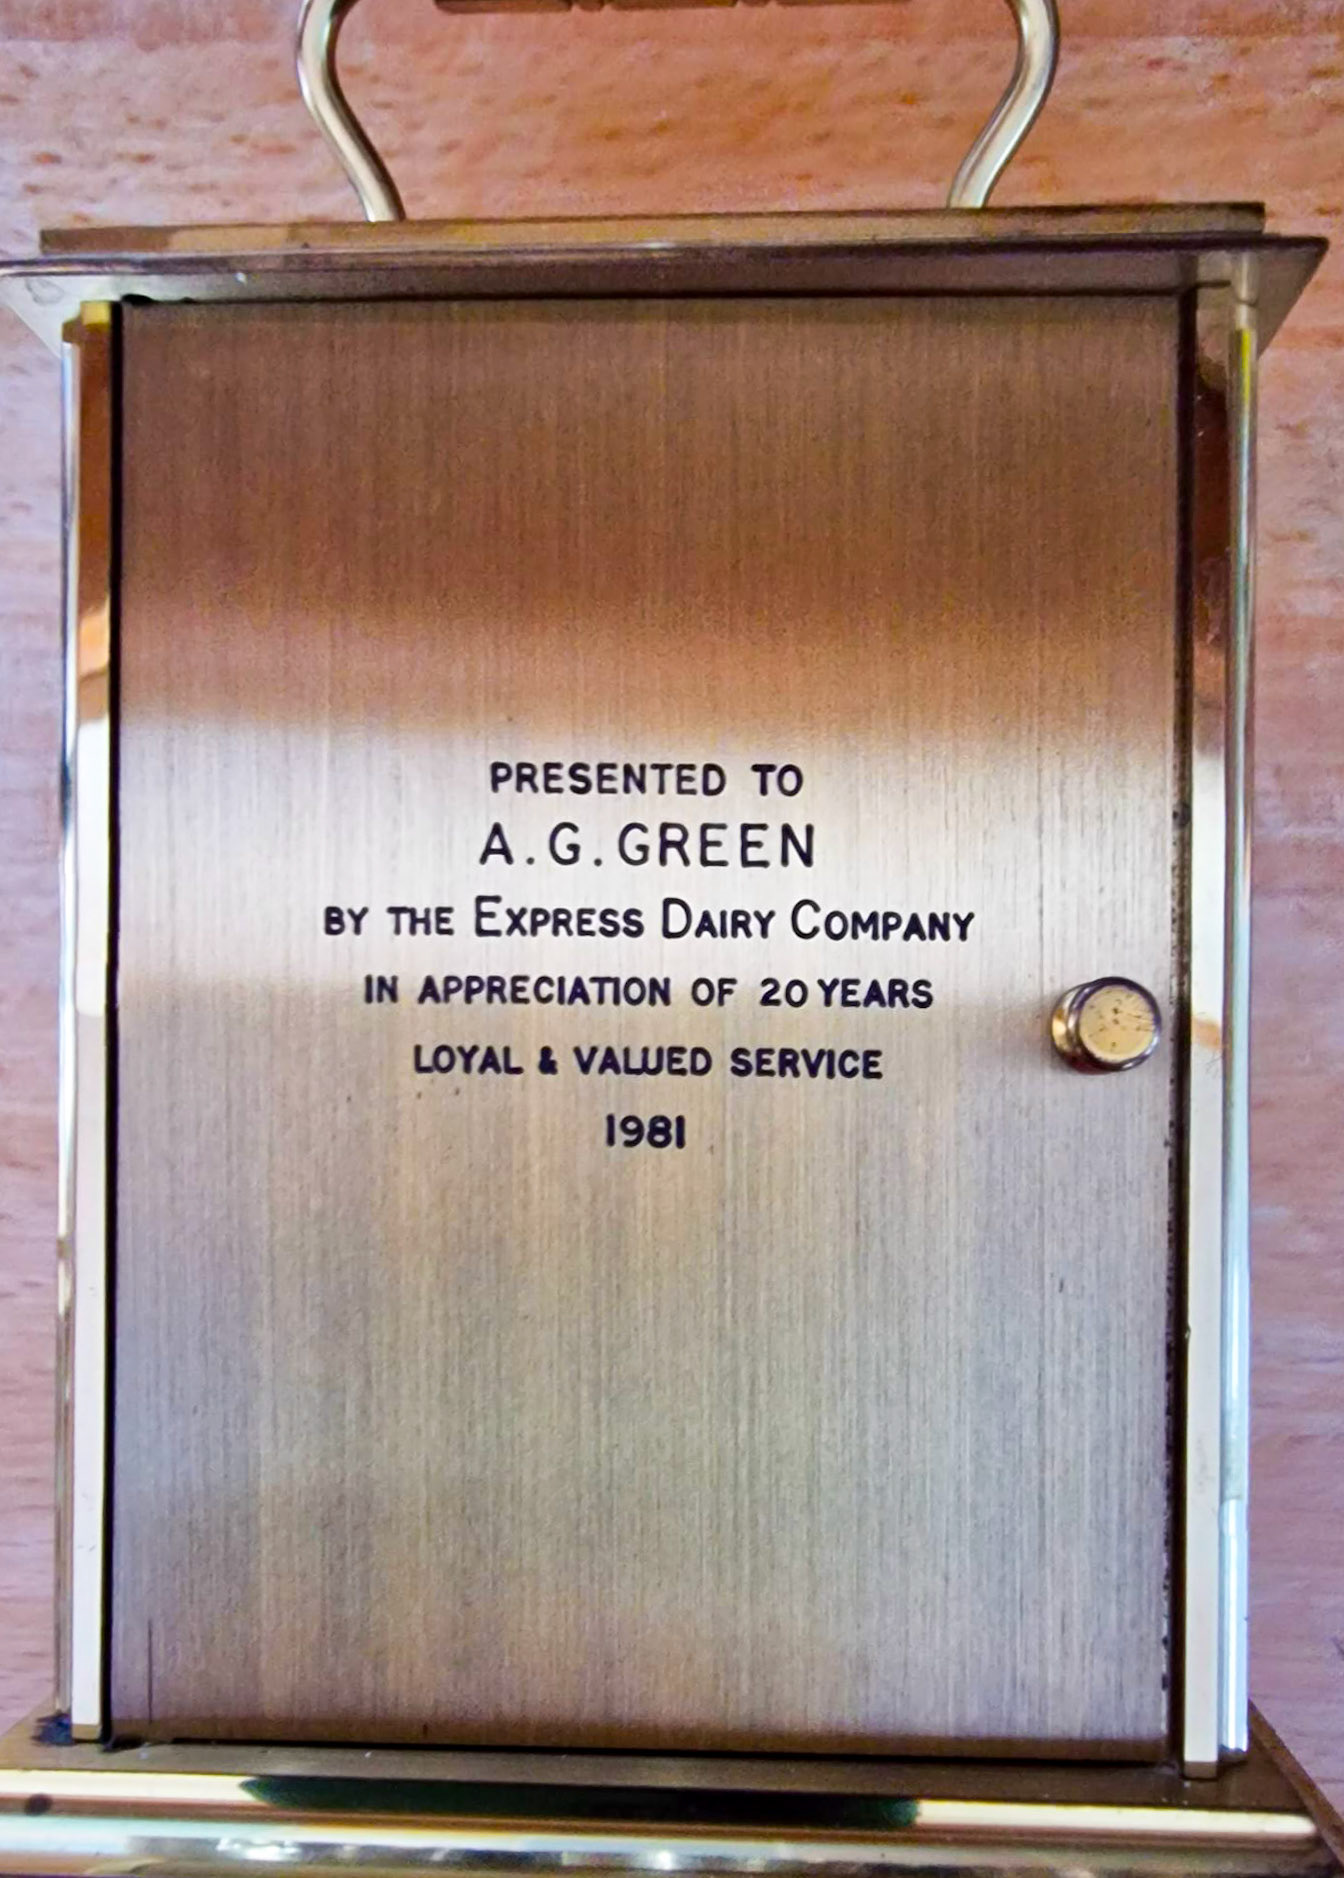 PRESENTED TO
A. G. GREEN
BY THE EXPRESS DAIRY COMPANY
IN APPRECIATION OF 20 YEARS
LOYAL & VALUED SERVICE
1981